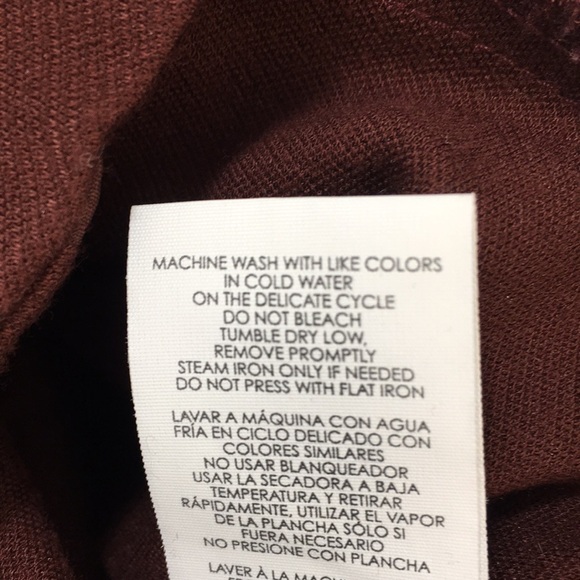 MACHINE WASH WITH LIKE COLORS
IN COLD WATER
ON THE DELICATE CYCLE
DO NOT BLEACH
TUMBLE DRY LOW,
REMOVE PROMPTLY
STEAM IRON ONLY IF NEEDED
DO NOT PRESS WITH FLAT IRON
LAVAR A MÁQUINA CON AGUA
FRÍA EN CICLO DELICADO CON
COLORES SIMILARES
NO USAR BLANQUEADOR
USAR LA SECADORA A BAJA
TEMPERATURA Y RETIRAR
RÁPIDAMENTE, UTILIZAR EL VAPOR
DE LA PLANCHA SÓLO SI
FUERA NECESARIO
NO PRESIONE CON PLANCHA
LAVER À LA